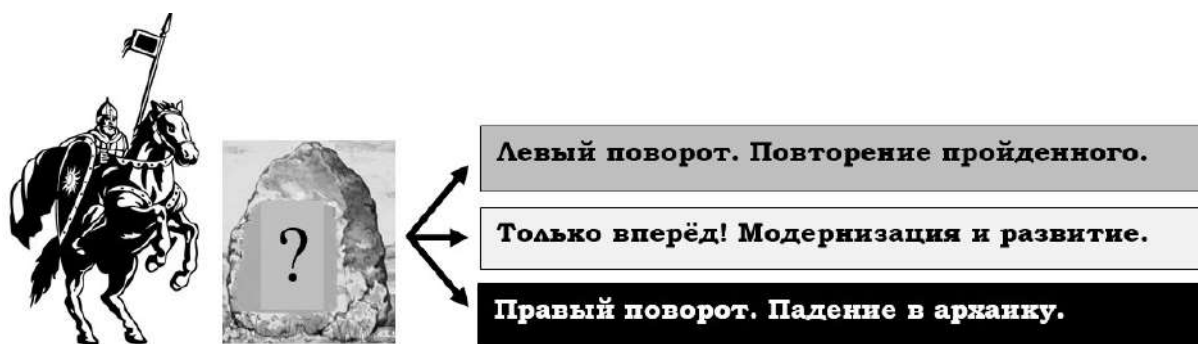 ?
Левый поворот. Повторение пройденного.
Только вперёд! Модернизация и развитие.
Правый поворот. Падение в архаику.